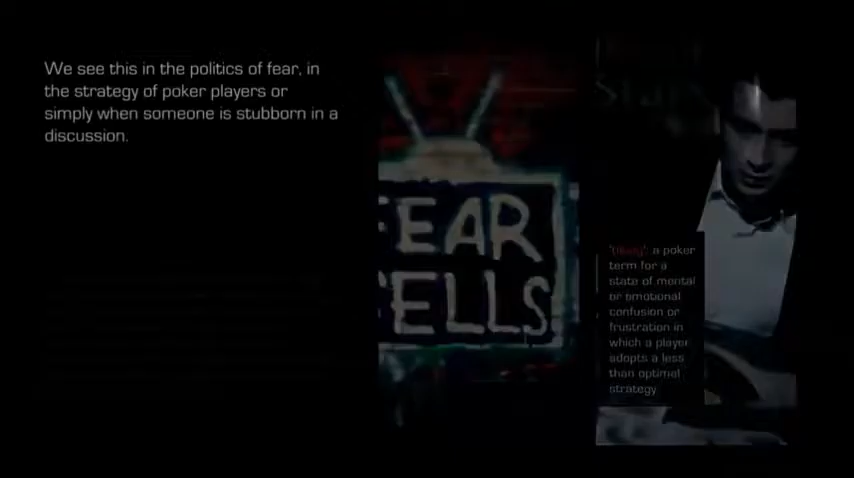 We see this in the politics of fear, in
the strategy of poker players or
simply when someone is stubborn in a
discussion.
FEAR
SELLS
a poker
term for a
state of mental
or emotional
confusion or
frustration in
which a player
adopts a less
than optimal
strategy